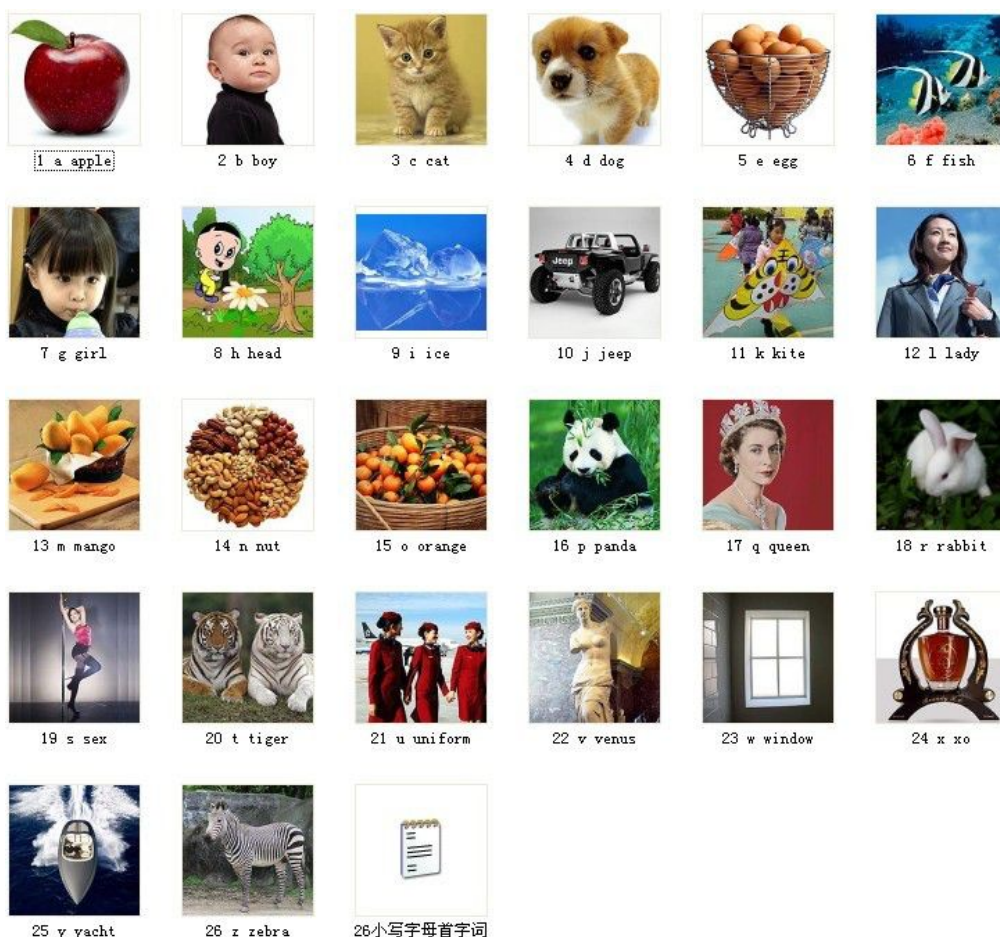 Jeep
1 a apple
2 b boy
3 c cat
4 d dog
5 e egg
6 f fish
7 g girl
8 h head
9 i ice
10 j jeep
11 k kite
12 l lady
13 m mango
14 n nut
15 o orange
16 p panda
17 q queen
18 r rabbit
19 s sex
20 t tiger
21 u uniform
22 v venus
23 w window
24 x xo
25 y yacht
26 z zebra
26小写字母首字词